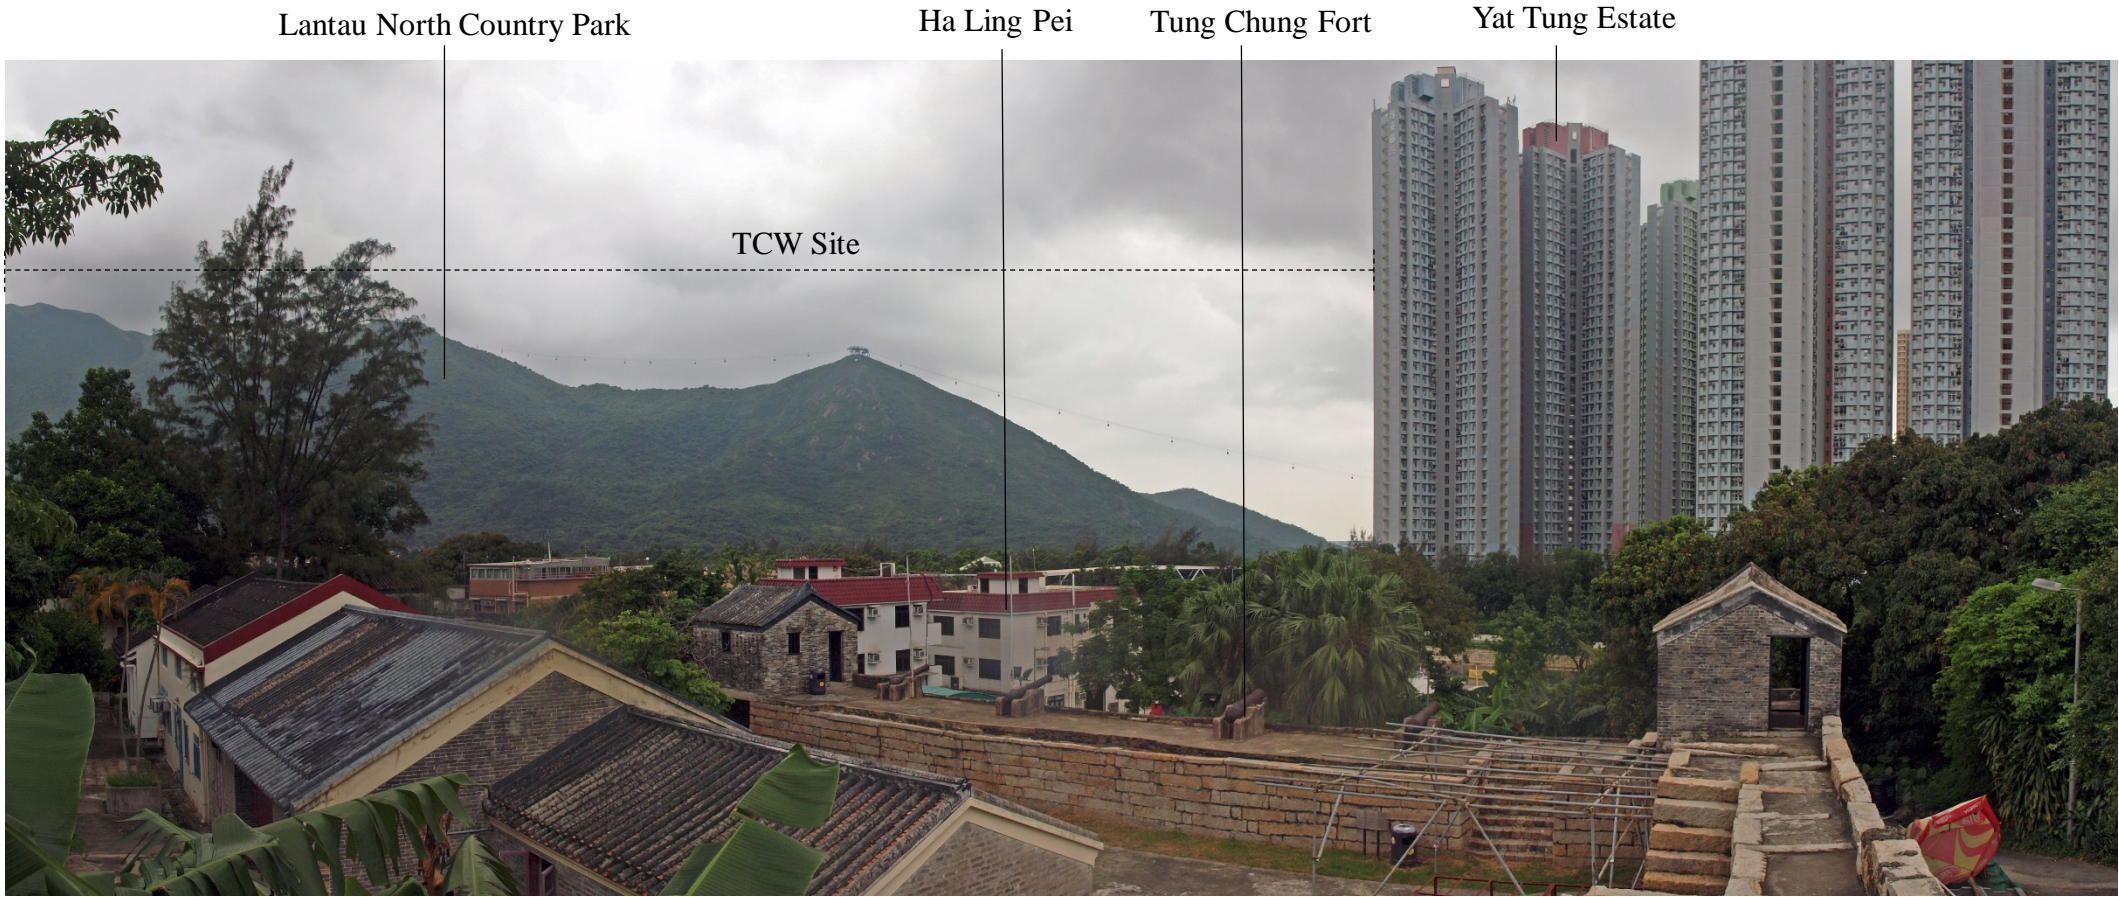 Lantau North Country Park
Ha Ling Pei
Tung Chung Fort
Yat Tung Estate
TCW Site